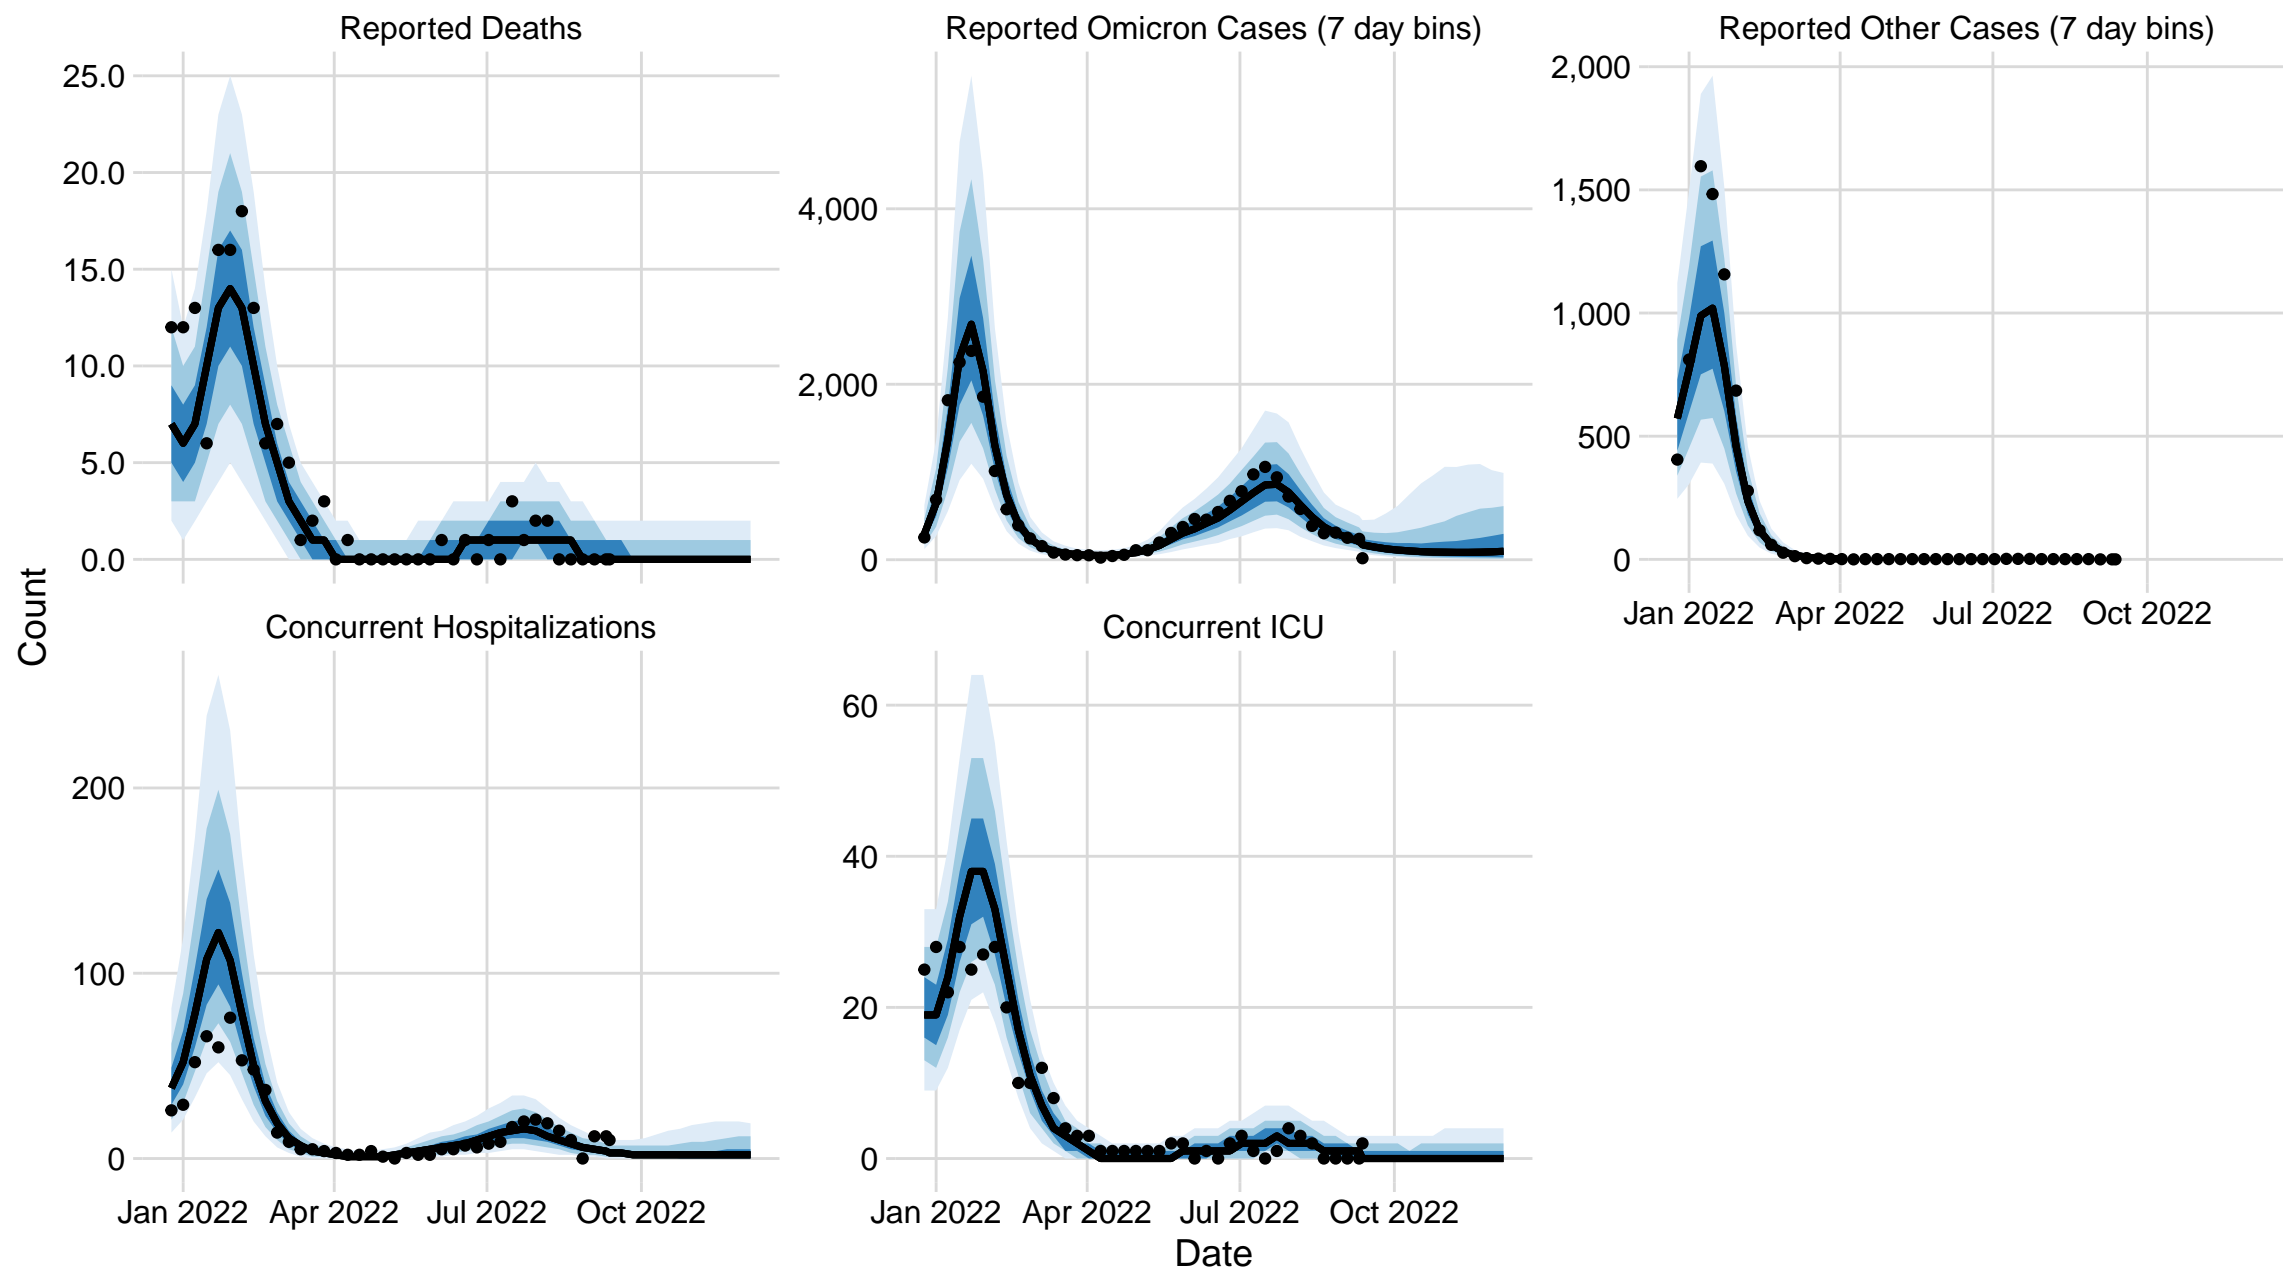 Reported Deaths
Reported Omicron Cases (7 day bins)
Reported Other Cases (7 day bins)
25.0
20.0
15.0
10.0
5.0
0.0
4,000
2,000
0
2,000
1,500
1,000
500
0
Jan 2022 Apr 2022 Jul 2022 Oct 2022
Count
Concurrent Hospitalizations
Concurrent ICU
200
100
0
60
40
20
0
Jan 2022 Apr 2022 Jul 2022 Oct 2022
Jan 2022 Apr 2022 Jul 2022 Oct 2022
Date